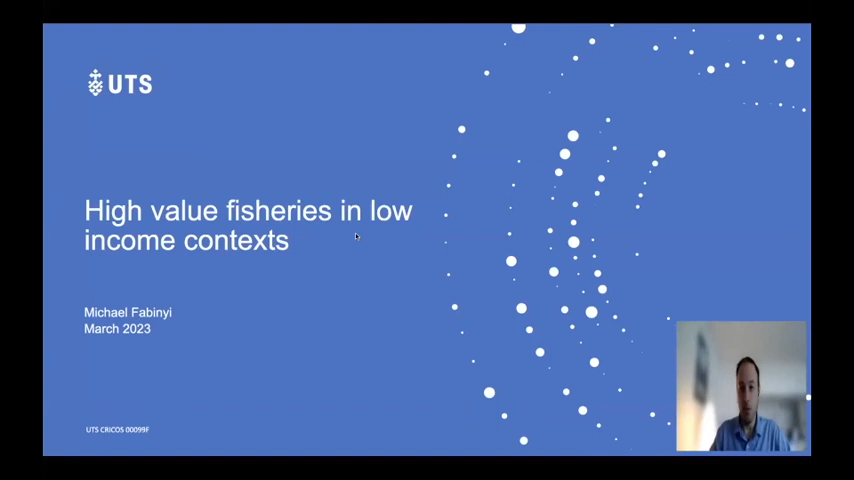 UTS
High value fisheries in low
income contexts
Michael Fabinyi
March 2023
UTS CRICOS 00099F